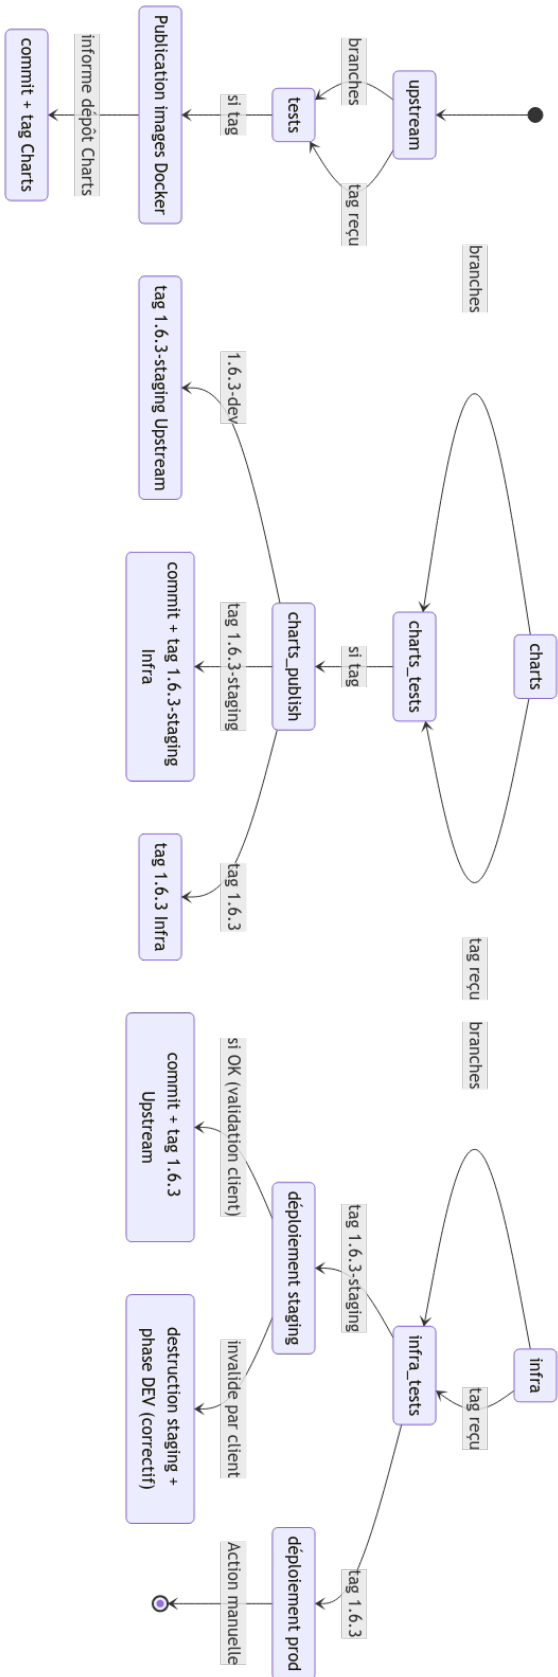 upstream
branches
tag reçu
tests
si tag
Publication images Docker
informe dépôt Charts
commit + tag Charts
charts
branches
tag reçu
charts_tests
si tag
charts_publish
1.6.3-dev
tag 1.6.3-staging
tag 1.6.3
tag 1.6.3-staging Upstream
commit + tag 1.6.3-staging
Infra
tag 1.6.3 Infra
infra
branches
tag reçu
infra_tests
tag 1.6.3-staging
tag 1.6.3
déploiement staging
déploiement prod
si OK (validation client)
invalide par client
Action manuelle
commit + tag 1.6.3
Upstream
destruction staging +
phase DEV (correctif)